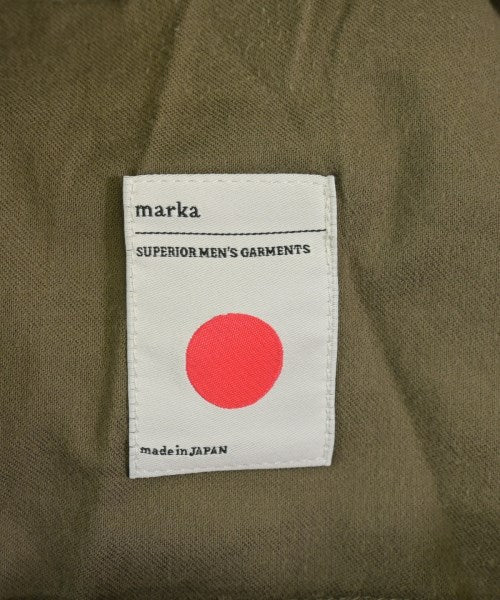 marka
SUPERIOR MEN'S GARMENTS
made in JAPAN